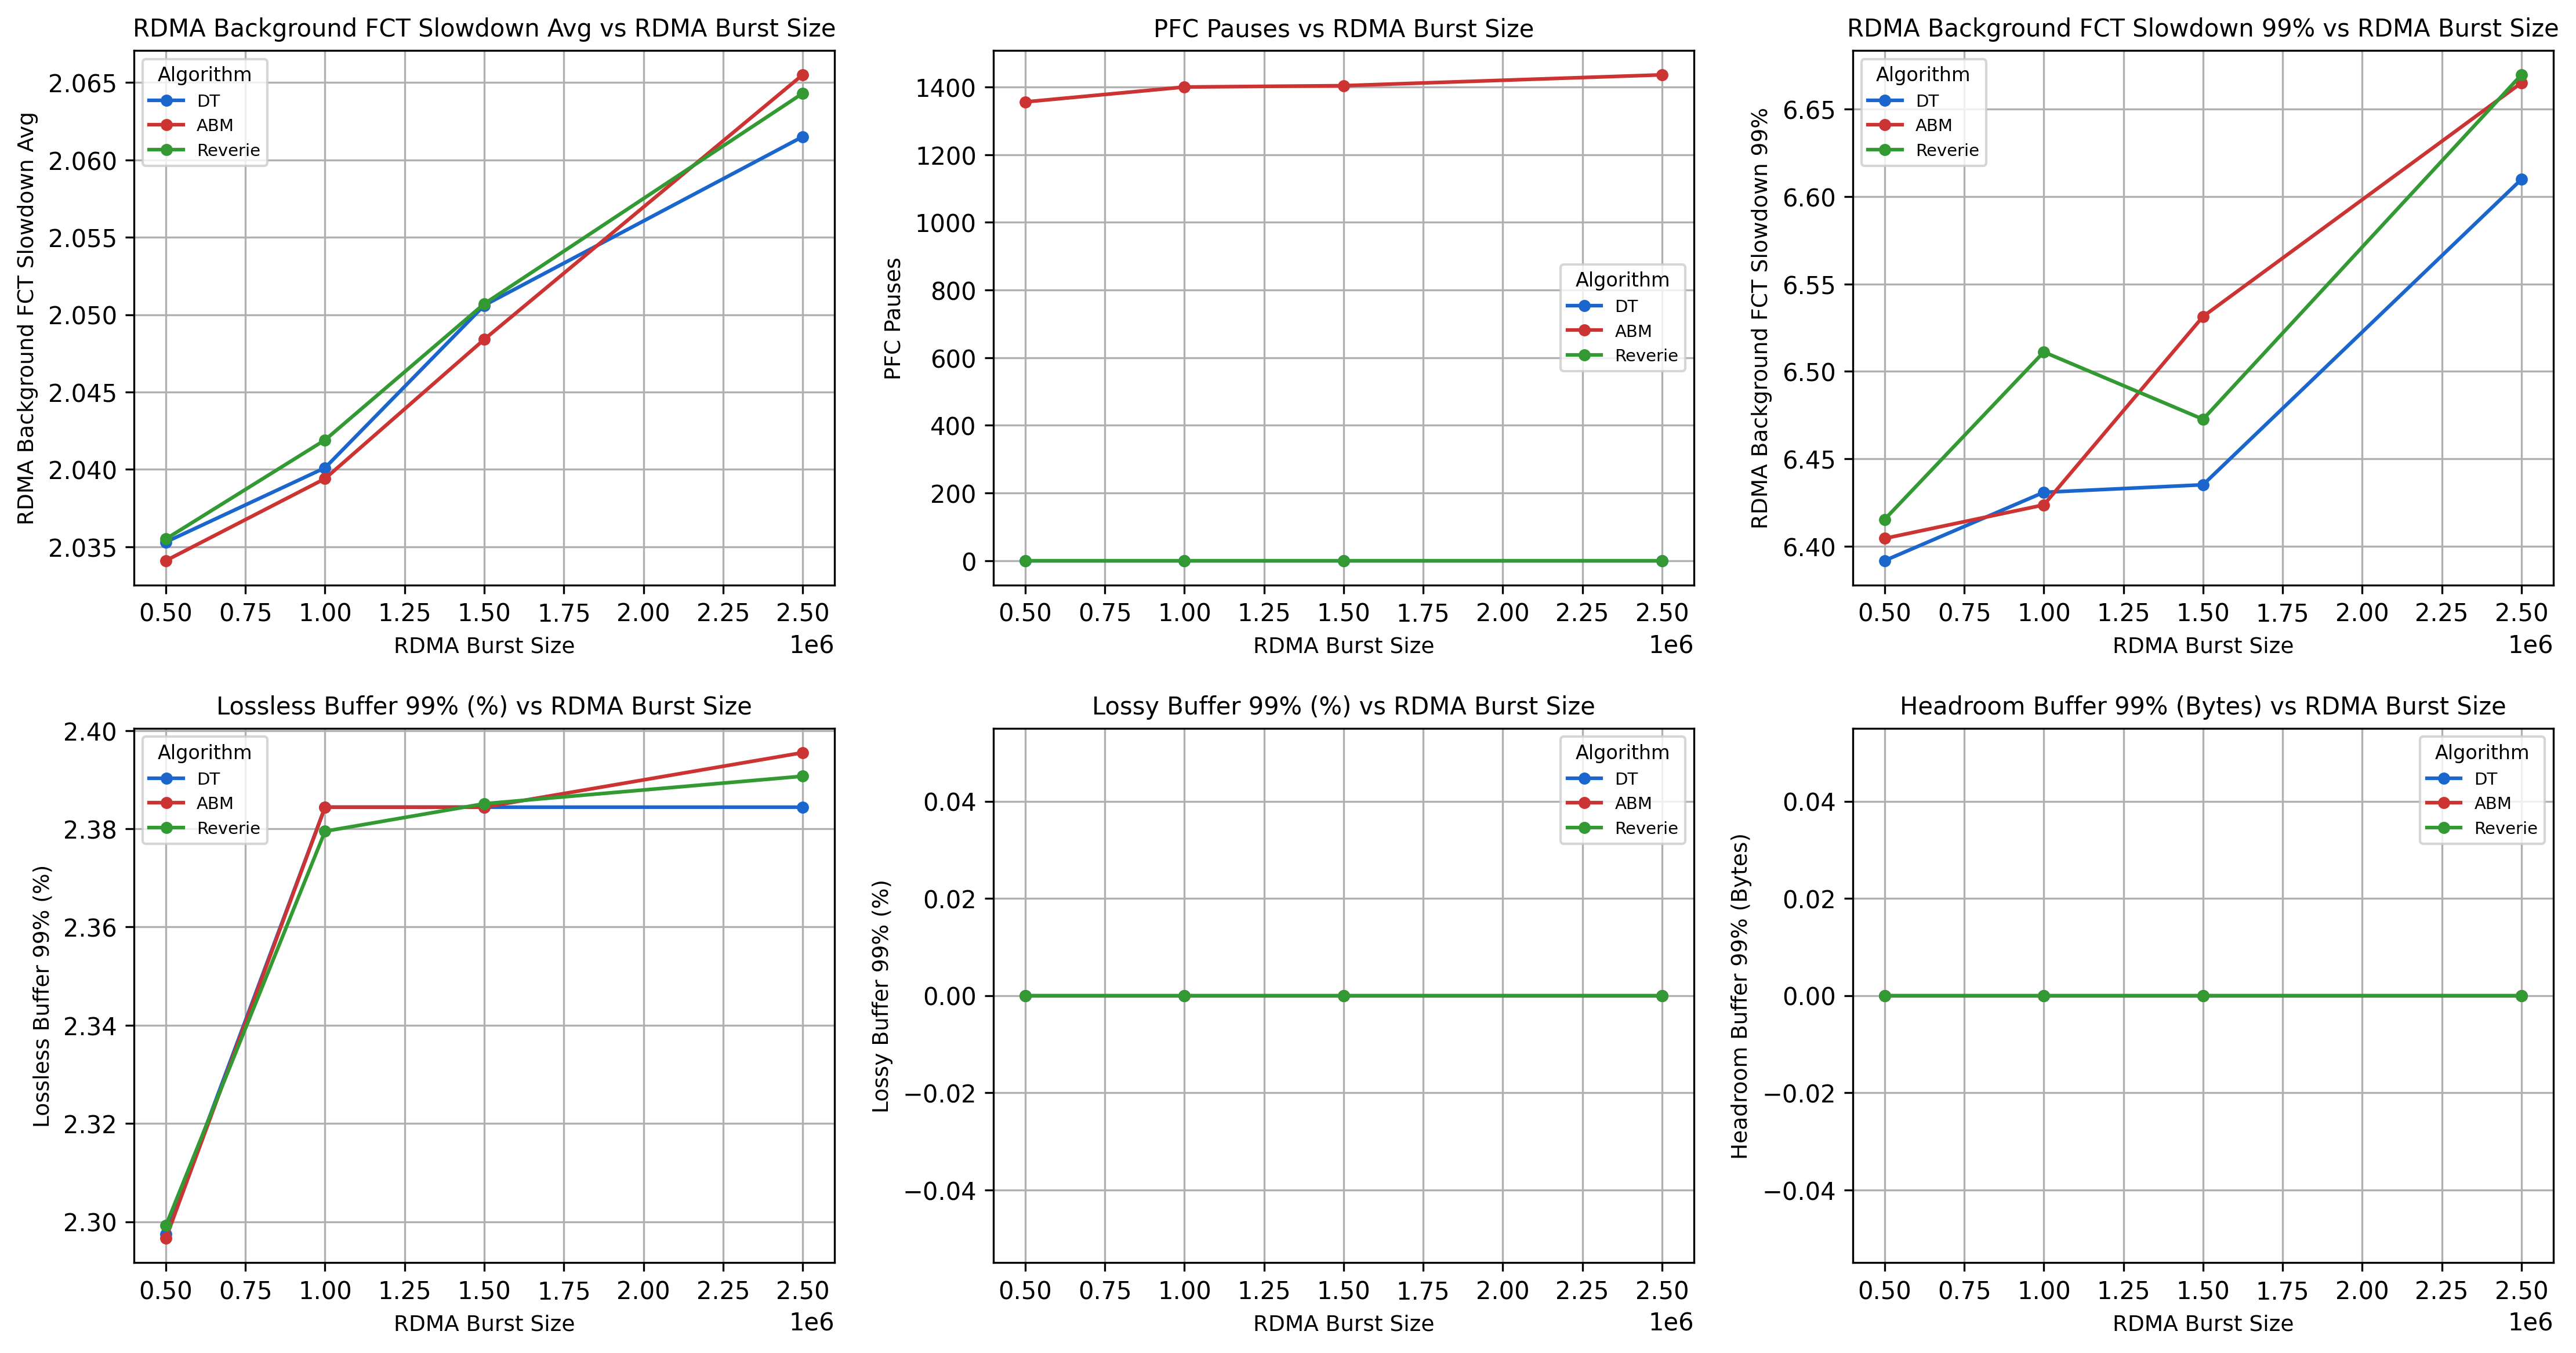 RDMA Background FCT Slowdown Avg vs RDMA Burst Size
RDMA Background FCT Slowdown Avg
2.065
2.060
2.055
2.050
2.045
2.040
2.035
Algorithm
DT
ABM
Reverie
0.50 0.75 1.00 1.25 1.50 1.75 2.00 2.25 2.50
RDMA Burst Size
1e6
PFC Pauses vs RDMA Burst Size
PFC Pauses
1400
1200
1000
800
600
400
200
0
Algorithm
DT
ABM
Reverie
0.50 0.75 1.00 1.25 1.50 1.75 2.00 2.25 2.50
RDMA Burst Size
1e6
RDMA Background FCT Slowdown 99% vs RDMA Burst Size
RDMA Background FCT Slowdown 99%
6.65
6.60
6.55
6.50
6.45
6.40
Algorithm
DT
ABM
Reverie
0.50 0.75 1.00 1.25 1.50 1.75 2.00 2.25 2.50
RDMA Burst Size
1e6
Lossless Buffer 99% (%) vs RDMA Burst Size
Lossless Buffer 99% (%)
2.40
2.38
2.36
2.34
2.32
2.30
Algorithm
DT
ABM
Reverie
0.50 0.75 1.00 1.25 1.50 1.75 2.00 2.25 2.50
RDMA Burst Size
1e6
Lossy Buffer 99% (%) vs RDMA Burst Size
Lossy Buffer 99% (%)
0.04
0.02
0.00
−0.02
−0.04
Algorithm
DT
ABM
Reverie
0.50 0.75 1.00 1.25 1.50 1.75 2.00 2.25 2.50
RDMA Burst Size
1e6
Headroom Buffer 99% (Bytes) vs RDMA Burst Size
Headroom Buffer 99% (Bytes)
0.04
0.02
0.00
−0.02
−0.04
Algorithm
DT
ABM
Reverie
0.50 0.75 1.00 1.25 1.50 1.75 2.00 2.25 2.50
RDMA Burst Size
1e6